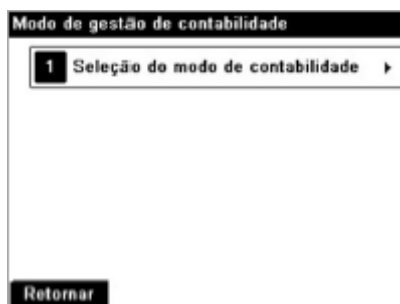 Modo de gestão de contabilidade
1 Seleção do modo de contabilidade
Retornar